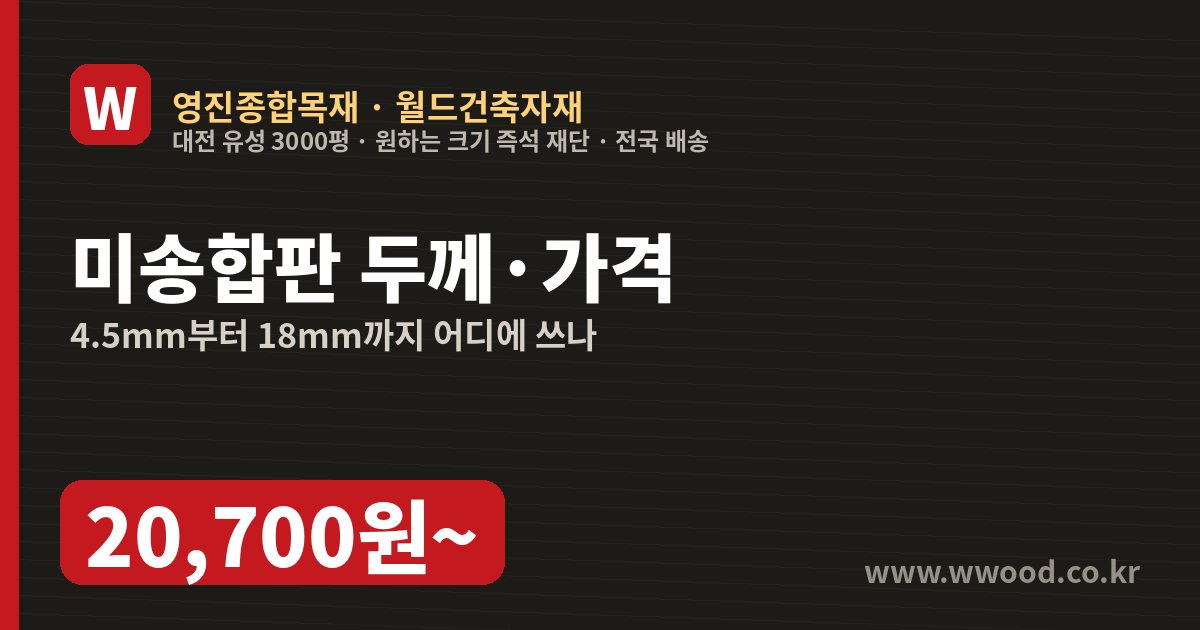 W
영진종합목재 · 월드건축자재
대전 유성 3000평 · 원하는 크기 즉석 재단 · 전국 배송
미송합판 두께·가격
4.5mm부터 18mm까지 어디에 쓰나
20,700원~
www.wwood.co.kr